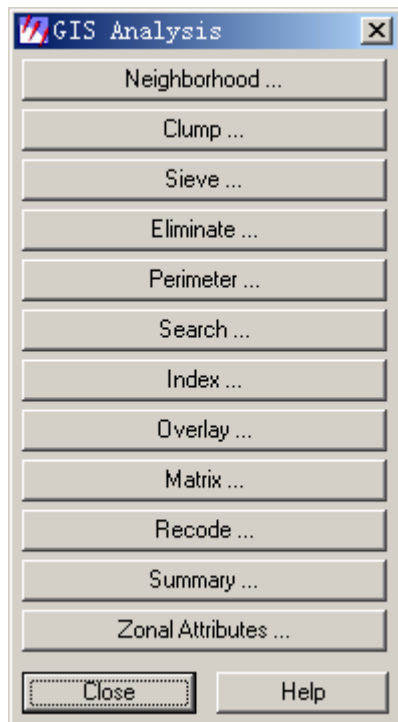 GIS Analysis
Neighborhood ...
Clump ...
Sieve ...
Eliminate ...
Perimeter ...
Search ...
Index ...
Overlay ...
Matrix ...
Recode ...
Summary ...
Zonal Attributes ...
Close Help